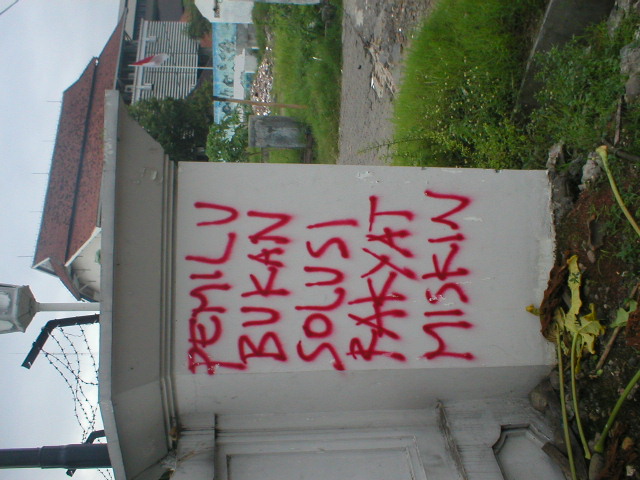 PEMILU
BUKAN
SOLUSI
RAKYAT
MISKIN